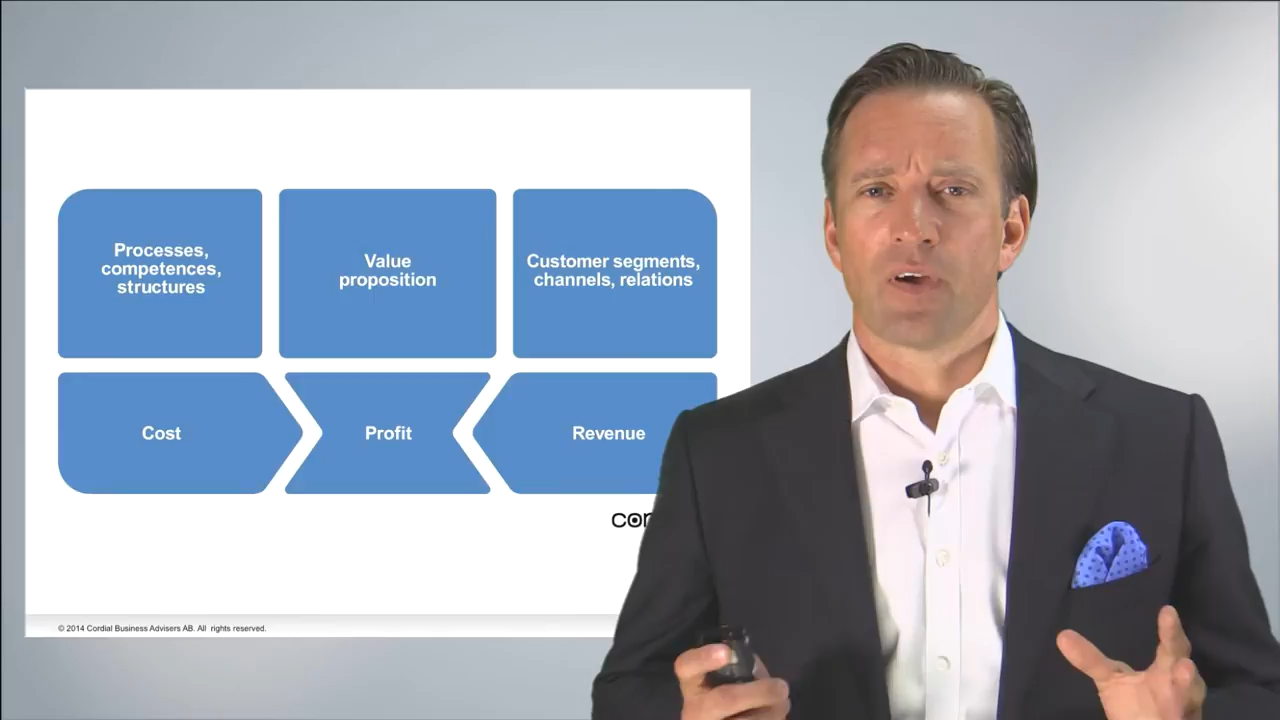 Processes,
competences,
structures
Value
proposition
Customer segments,
channels, relations
Cost
Profit
Revenue
© 2014 Cordial Business Advisers AB. All rights reserved.